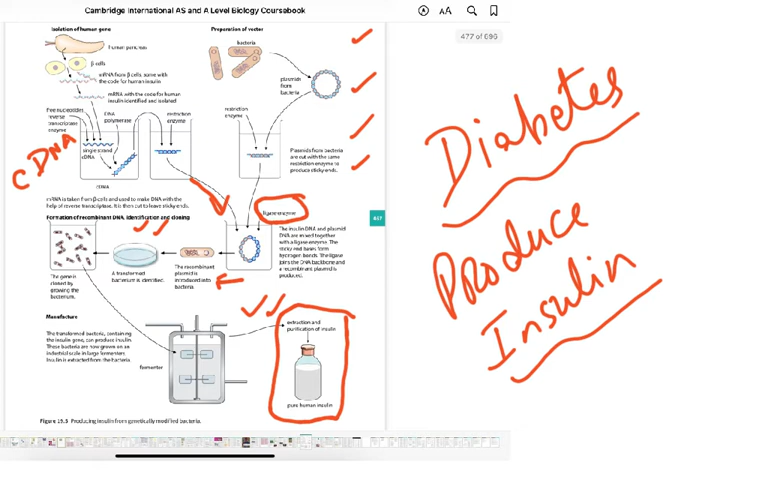 Cambridge International AS and A Level Biology Coursebook
AA
477 of 696
Isolation of human gene
Preparation of vector
human pancreas
bacteria
β cells
mRNA from β cells, some with
the code for human insulin
plasmids
from
bacteria
mRNA with the code for human
insulin identified and isolated
free nucleotides
reverse
transcriptase
enzyme
DNA
polymerase
restriction
enzyme
restriction
enzyme
single strand
cDNA
cDNA
Plasmids from bacteria
are cut with the same
restriction enzyme to
produce sticky ends.
cDNA
mRNA is taken from β cells and used to make DNA with the
help of reverse transcriptase. It is then cut to leave sticky ends.
ligase enzyme
467
Formation of recombinant DNA, identification and cloning
The insulin DNA and plasmid
DNA are mixed together
with a ligase enzyme. The
sticky end bases form
hydrogen bonds. The ligase
joins the DNA backbone and
a recombinant plasmid is
produced.
The gene is
cloned by
growing the
bacterium.
A transformed
bacterium is identified.
The recombinant
plasmid is
introduced into
bacteria.
Manufacture
The transformed bacteria, containing
the insulin gene, can produce insulin.
These bacteria are now grown on an
industrial scale in large fermenters.
Insulin is extracted from the bacteria.
fermenter
extraction and
purification of insulin
pure human insulin
Figure 19.8 Producing insulin from genetically modified bacteria.
Diabetes
Produce
Insulin